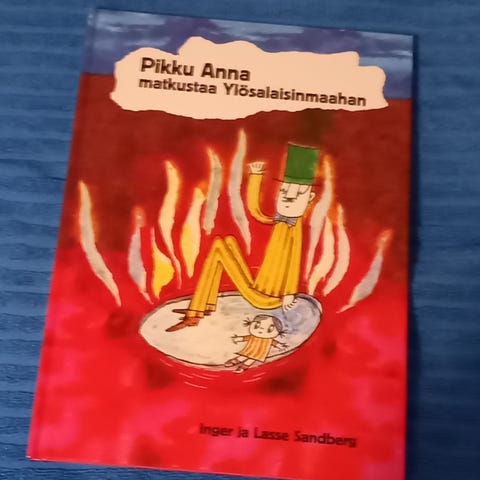 Pikku Anna
matkustaa Ylösalaisinmaahan
Inger ja Lasse Sandberg